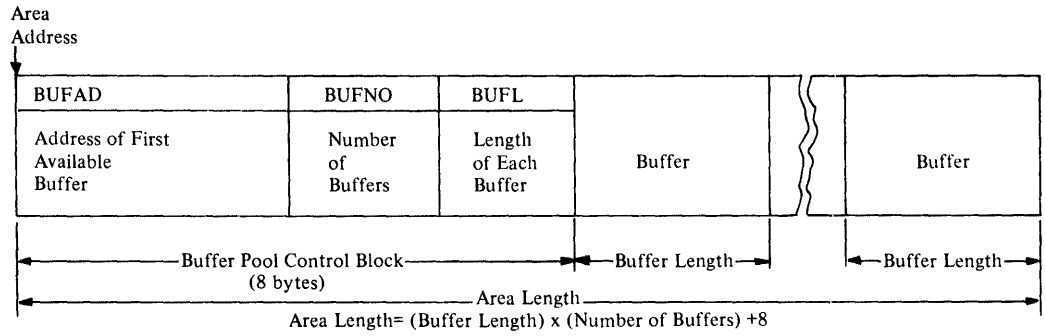 Area
Address
BUFAD BUFNO BUFL
Address of First Number Length
Available of of Each Buffer Buffer
Buffer Buffers Buffer
Buffer Pool Control Block Buffer Length Buffer Length
(8 bytes)
Area Length
Area Length= (Buffer Length) x (Number of Buffers) +8